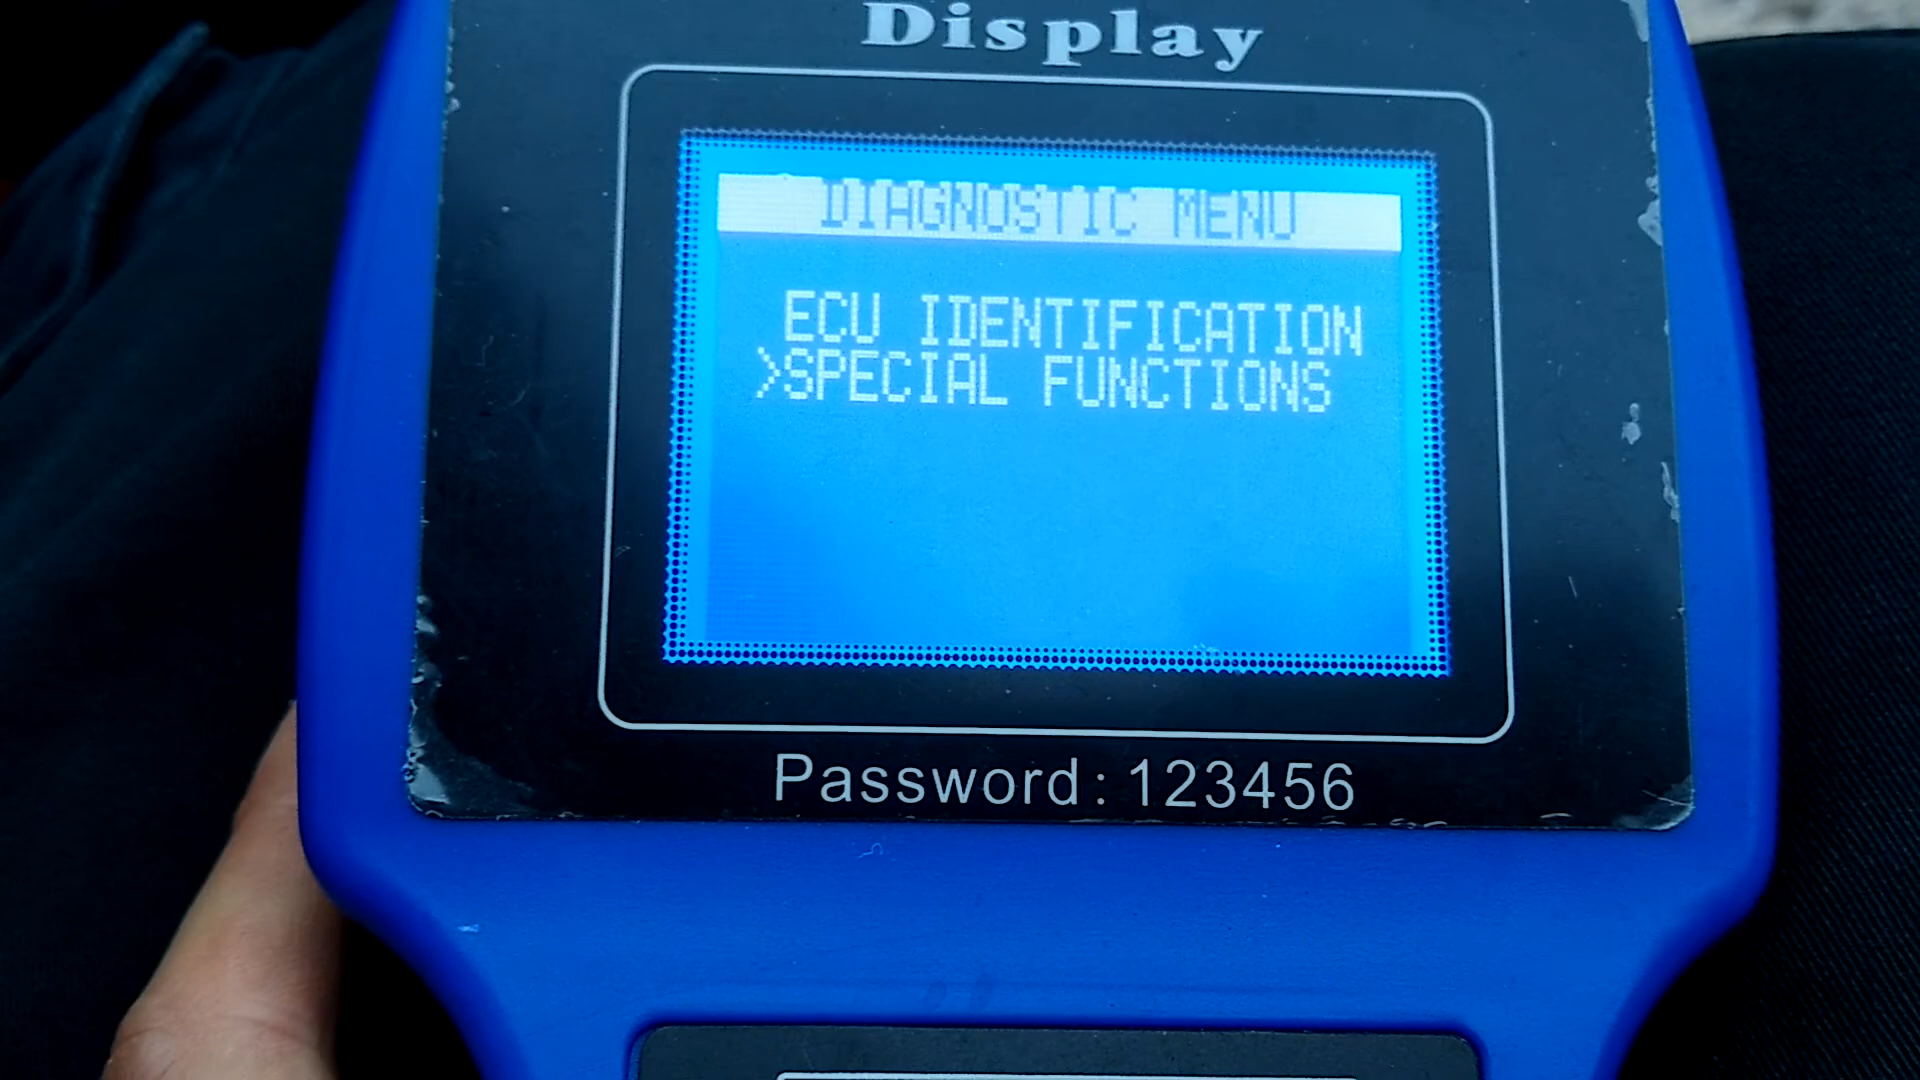 Display
DIAGNOSTIC MENU
ECU IDENTIFICATION
>SPECIAL FUNCTIONS
Password: 123456